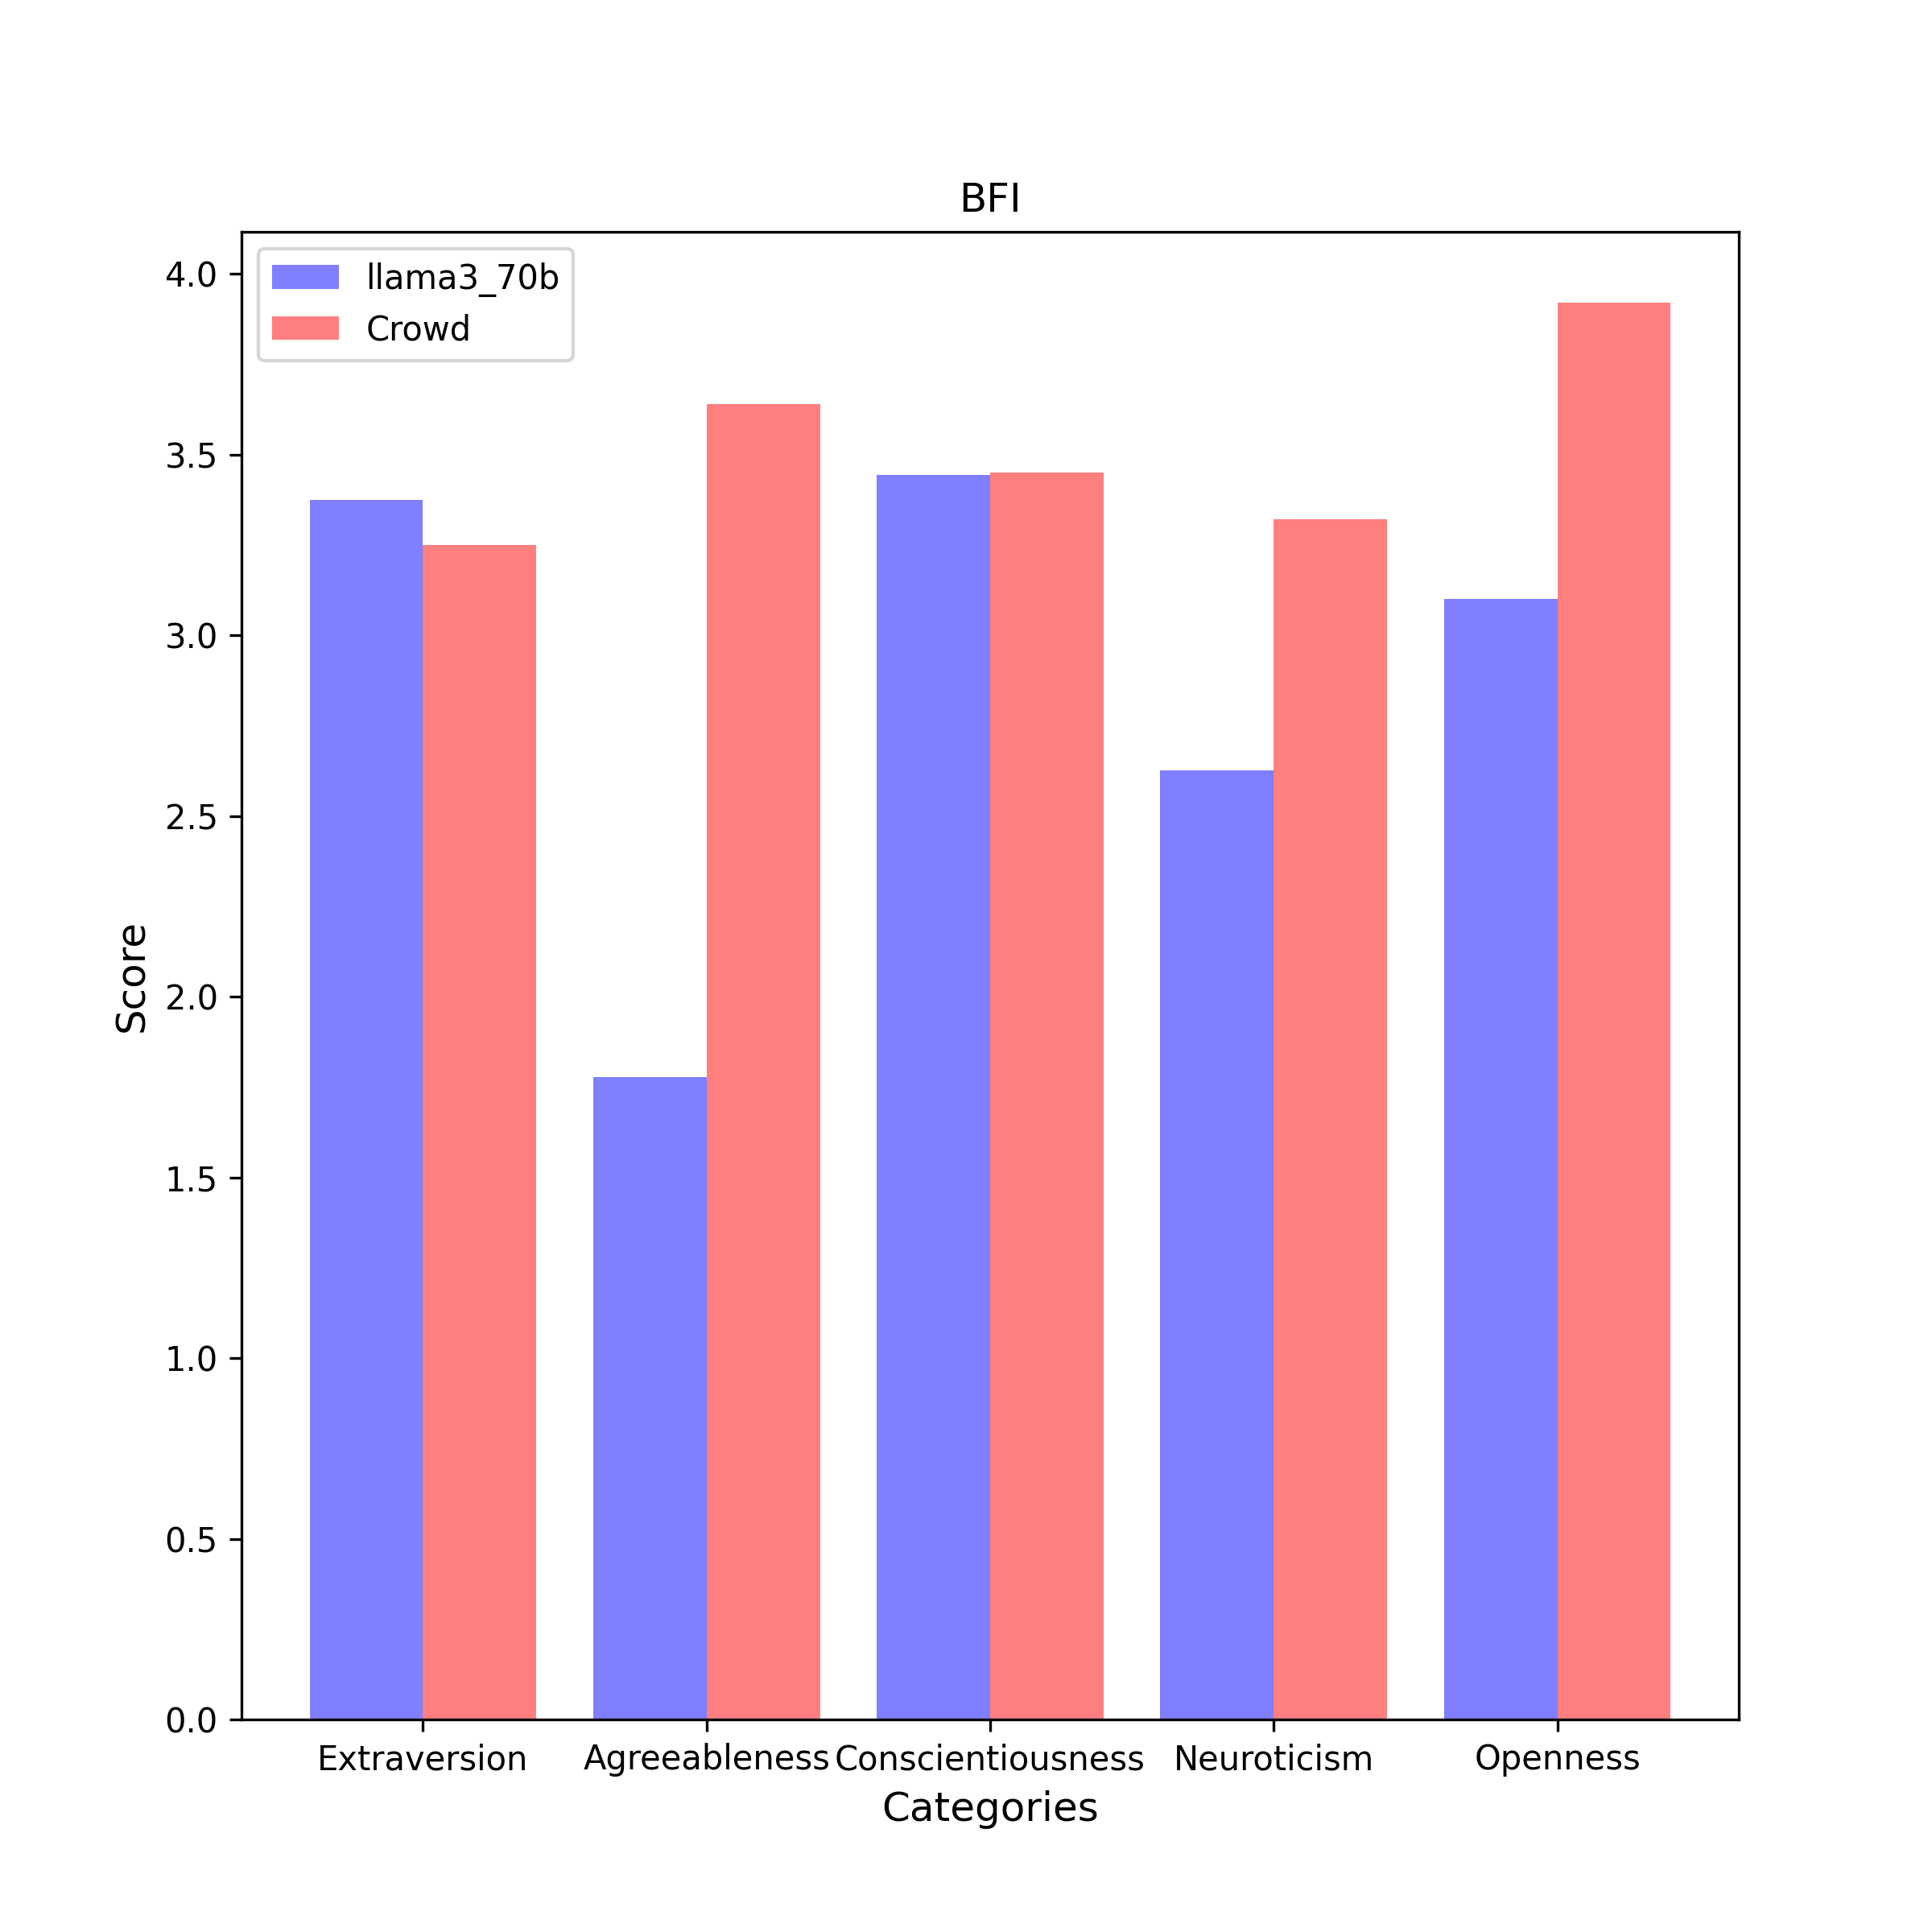 BFI
llama3_70b
Crowd
4.0
3.5
3.0
2.5
2.0
1.5
1.0
0.5
0.0
Score
Extraversion Agreeableness Conscientiousness Neuroticism Openness
Categories